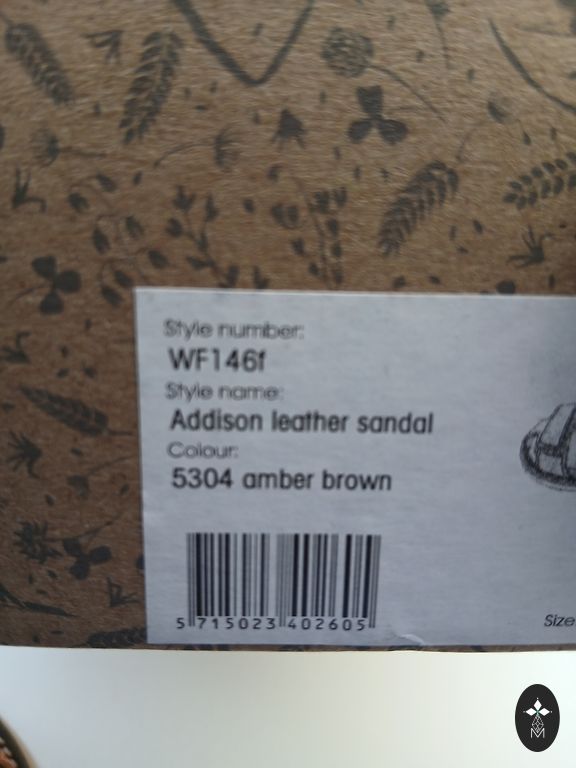 Style number:
WF146f
Style name:
Addison leather sandal
Colour:
5304 amber brown
5 715023 402605
Size
M